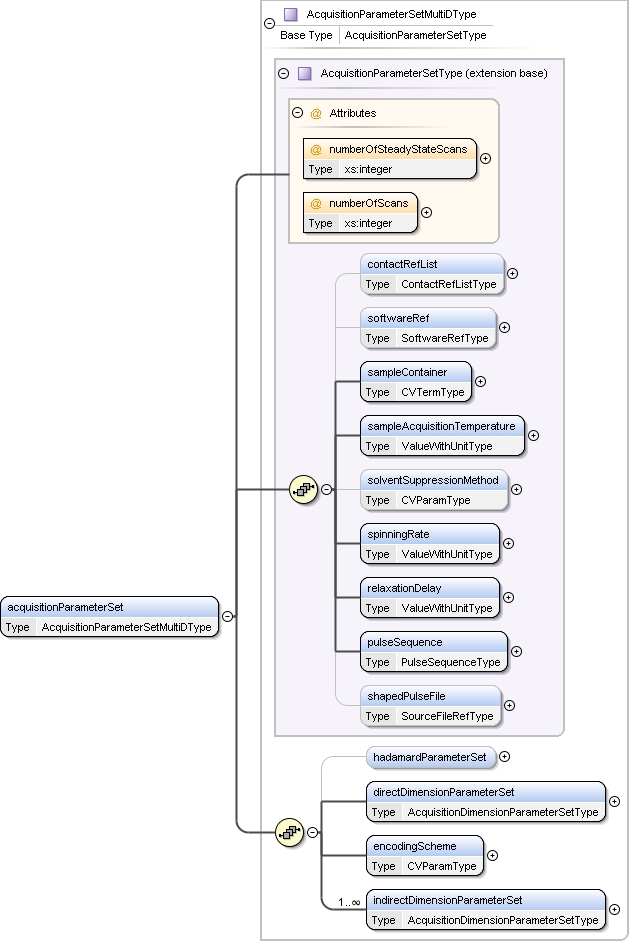 AcquisitionParameterSetMultiDType
Base Type AcquisitionParameterSetType
AcquisitionParameterSetType (extension base)
@ Attributes
@ numberOfSteadyStateScans
Type xs:integer
@ numberOfScans
Type xs:integer
contactRefList
Type ContactRefListType
softwareRef
Type SoftwareRefType
sampleContainer
Type CVTermType
sampleAcquisitionTemperature
Type ValueWithUnitType
solventSuppressionMethod
Type CVParamType
spinningRate
Type ValueWithUnitType
relaxationDelay
Type ValueWithUnitType
pulseSequence
Type PulseSequenceType
shapedPulseFile
Type SourceFileRefType
acquisitionParameterSet
Type AcquisitionParameterSetMultiDType
hadamardParameterSet
directDimensionParameterSet
Type AcquisitionDimensionParameterSetType
encodingScheme
Type CVParamType
1..∞
indirectDimensionParameterSet
Type AcquisitionDimensionParameterSetType